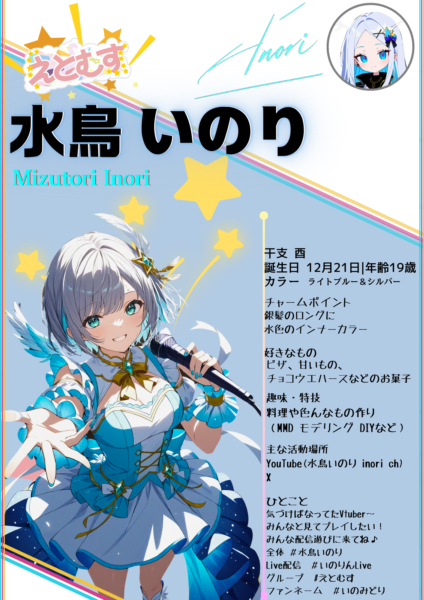 Inori
えとむす
水鳥 いのり
Mizutori Inori
干支 酉
誕生日 12月21日|年齢19歳
カラー ライトブルー＆シルバー
チャームポイント
銀髪のロングに
水色のインナーカラー
好きなもの
ピザ、甘いもの、
チョコウエハースなどのお菓子
趣味・特技
料理や色んなもの作り
（MMD モデリング DIYなど）
主な活動場所
YouTube(水鳥いのり inori ch)
X
ひとこと
気づけばなってたVtuber〜
みんなと見てプレイしたい！
みんな配信遊びに来てね♪
全体 #水鳥いのり
Live配信 #いのりんLive
グループ #えとむす
ファンネーム #いのみどり